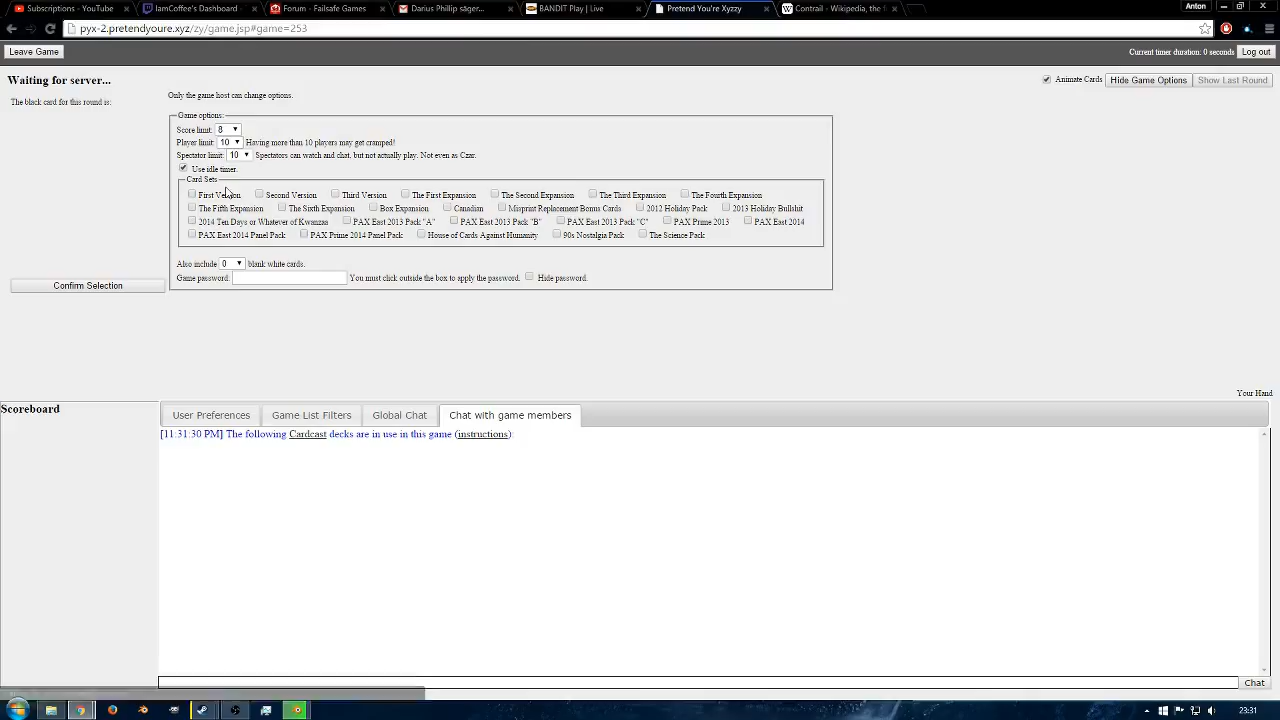 Subscriptions - YouTube
IamCoffee's Dashboard -
Forum - Failsafe Games
Darius Phillip säger...
BANDIT Play | Live
Pretend You're Xyzzy
Contrail - Wikipedia, the f
Anton
pyx-2.pretendyoure.xyz/zy/game.jsp#game=253
Leave Game
Current timer duration: 0 seconds
Log out
Waiting for server...
Animate Cards
Hide Game Options
Show Last Round
The black card for this round is:
Only the game host can change options.
Game options:
Score limit: 8
Player limit: 10 Having more than 10 players may get cramped!
Spectator limit: 10 Spectators can watch and chat, but not actually play. Not even as Czar.
Use idle timer.
Card Sets
First Version Second Version Third Version The First Expansion The Second Expansion The Third Expansion The Fourth Expansion
The Fifth Expansion The Sixth Expansion Box Expansion Canadian Misprint Replacement Bonus Cards 2012 Holiday Pack 2013 Holiday Bullshit
2014 Ten Days or Whatever of Kwanzaa PAX East 2013 Pack "A" PAX East 2013 Pack "B" PAX East 2013 Pack "C" PAX Prime 2013 PAX East 2014
PAX East 2014 Panel Pack PAX Prime 2014 Panel Pack House of Cards Against Humanity 90s Nostalgia Pack The Science Pack
Also include 0 blank white cards.
Game password: You must click outside the box to apply the password. Hide password.
Confirm Selection
Your Hand
Scoreboard
User Preferences
Game List Filters
Global Chat
Chat with game members
[11:31:30 PM] The following Cardcast decks are in use in this game (instructions):
Chat
23:31